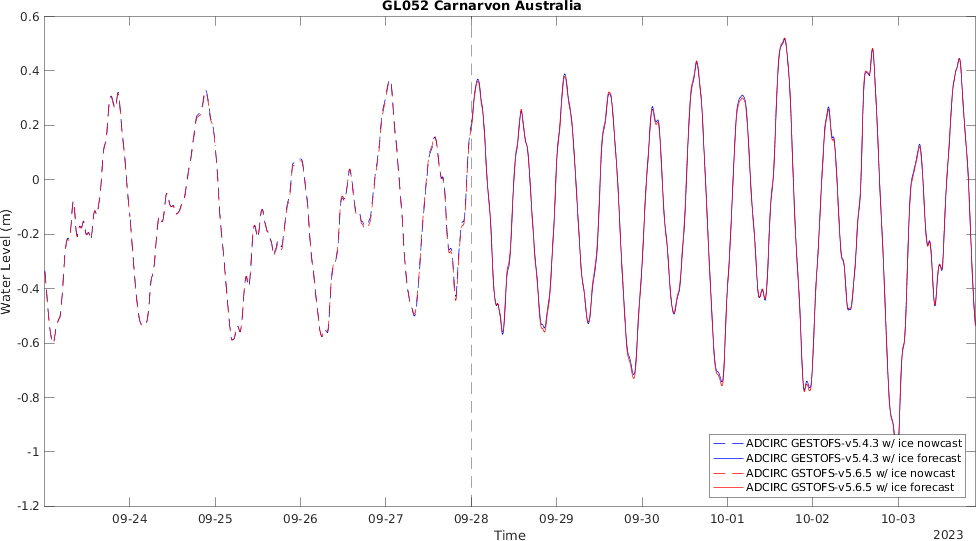 GL052 Carnarvon Australia
Water Level (m)
0.6
0.4
0.2
0
-0.2
-0.4
-0.6
-0.8
-1
-1.2
ADCIRC GESTOFS-v5.4.3 w/ ice nowcast
ADCIRC GESTOFS-v5.4.3 w/ ice forecast
ADCIRC GSTOFS-v5.6.5 w/ ice nowcast
ADCIRC GSTOFS-v5.6.5 w/ ice forecast
09-24 09-25 09-26 09-27 09-28 09-29 09-30 10-01 10-02 10-03
Time
2023